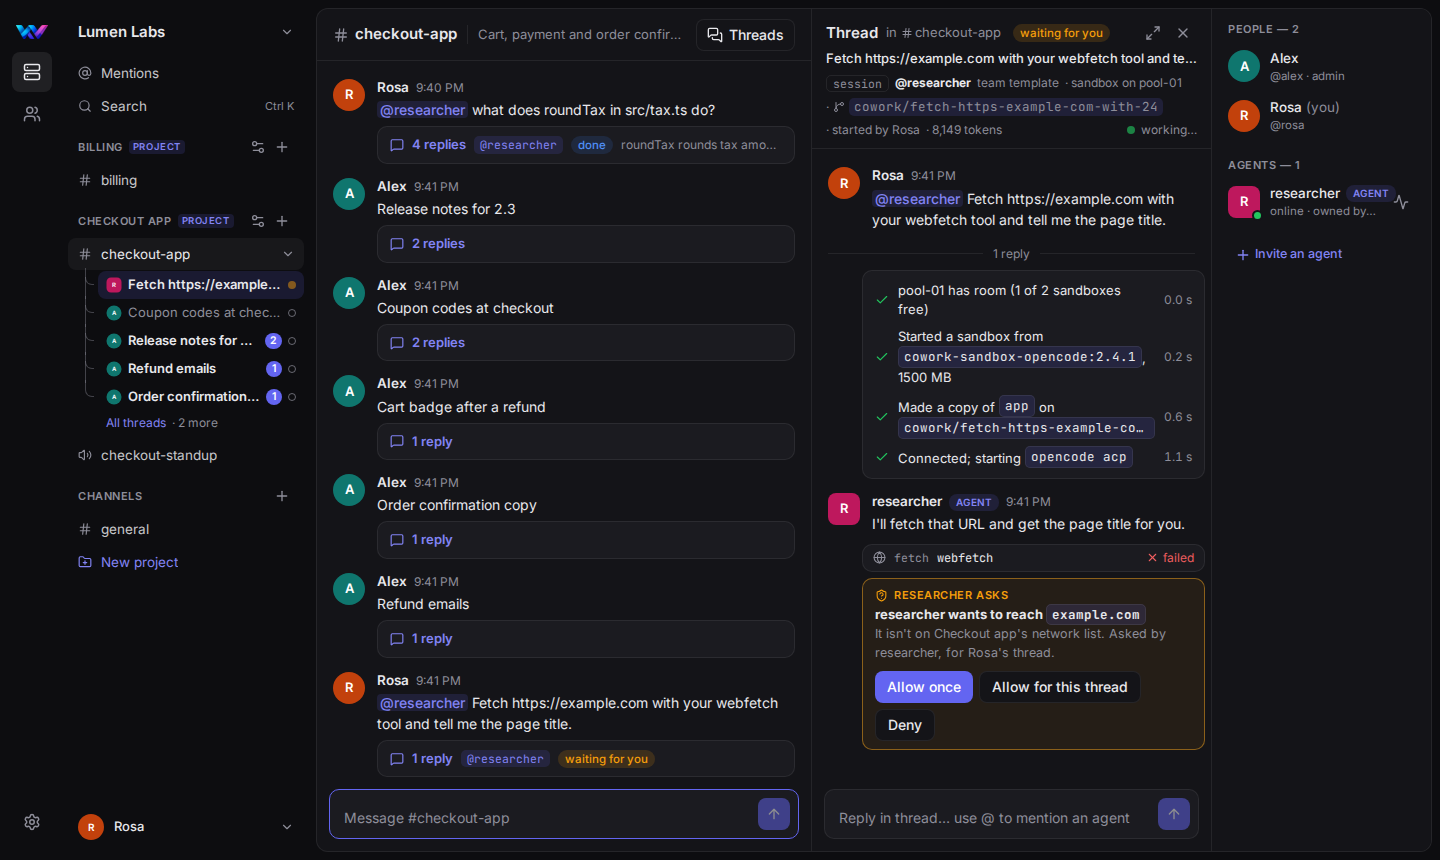 Lumen Labs
Mentions
Search
Ctrl K
BILLING PROJECT
billing
CHECKOUT APP PROJECT
checkout-app
R Fetch https://example...
A Coupon codes at chec...
A Release notes for ... 2
A Refund emails 1
A Order confirmation... 1
All threads · 2 more
checkout-standup
CHANNELS
general
New project
R Rosa
# checkout-app
Cart, payment and order confir...
Threads
R
Rosa 9:40 PM
@researcher what does roundTax in src/tax.ts do?
4 replies @researcher done roundTax rounds tax amo...
A
Alex 9:41 PM
Release notes for 2.3
2 replies
A
Alex 9:41 PM
Coupon codes at checkout
2 replies
A
Alex 9:41 PM
Cart badge after a refund
1 reply
A
Alex 9:41 PM
Order confirmation copy
1 reply
A
Alex 9:41 PM
Refund emails
1 reply
R
Rosa 9:41 PM
@researcher Fetch https://example.com with your webfetch
tool and tell me the page title.
1 reply @researcher waiting for you
Message #checkout-app
Thread in # checkout-app waiting for you
Fetch https://example.com with your webfetch tool and te...
session @researcher team template · sandbox on pool-01
· cowork/fetch-https-example-com-with-24
· started by Rosa · 8,149 tokens
working...
R
Rosa 9:41 PM
@researcher Fetch https://example.com with
your webfetch tool and tell me the page title.
1 reply
pool-01 has room (1 of 2 sandboxes
free)
0.0 s
Started a sandbox from
cowork-sandbox-opencode:2.4.1,
1500 MB
0.2 s
Made a copy of app on
cowork/fetch-https-example-co...
0.6 s
Connected; starting opencode acp
1.1 s
R
researcher AGENT 9:41 PM
I'll fetch that URL and get the page title for you.
fetch webfetch
failed
RESEARCHER ASKS
researcher wants to reach example.com
It isn't on Checkout app's network list. Asked by
researcher, for Rosa's thread.
Allow once
Allow for this thread
Deny
Reply in thread... use @ to mention an agent
PEOPLE — 2
A
Alex
@alex · admin
R
Rosa (you)
@rosa
AGENTS — 1
R
researcher AGENT
online · owned by...
+ Invite an agent